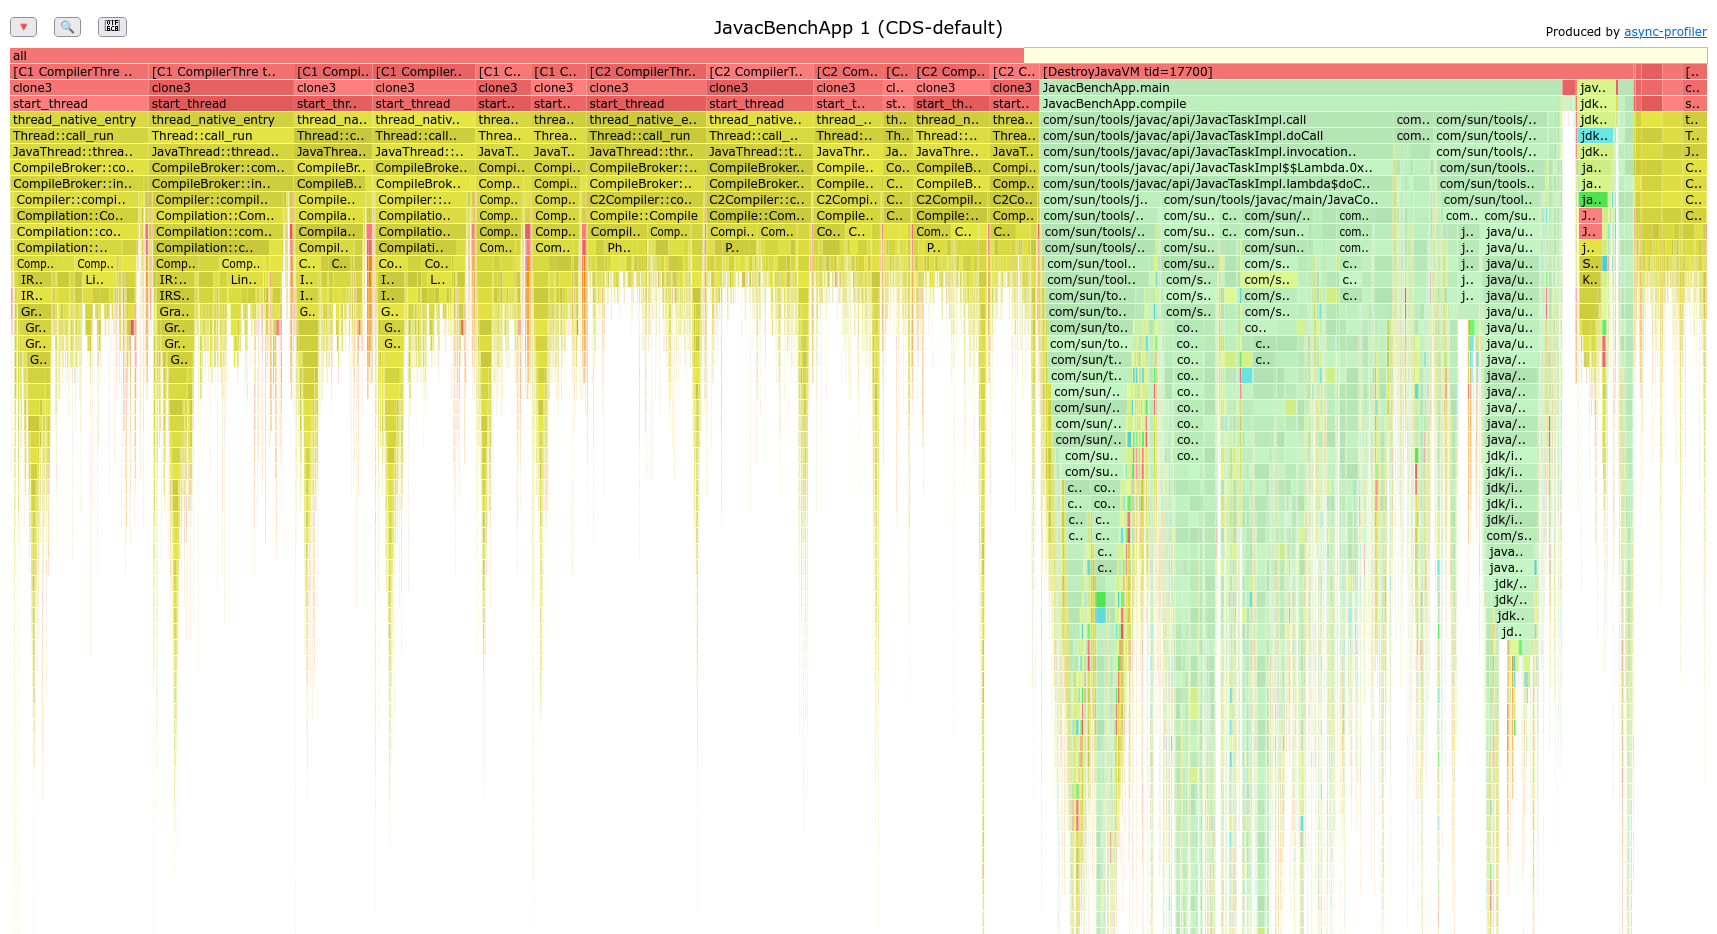 JavacBenchApp 1 (CDS-default)
Produced by async-profiler
all
[C1 CompilerThre .. [C1 CompilerThre t.. [C1 Compi.. [C1 Compiler.. [C1 C.. [C1 C.. [C2 CompilerThr.. [C2 CompilerT.. [C2 Com.. [C.. [C2 Comp.. [C2 C.. [DestroyJavaVM tid=17700] [..
clone3 clone3 clone3 clone3 clone3 clone3 clone3 clone3 clone3 cl.. clone3 clone3 JavacBenchApp.main jav.. c..
start_thread start_thread start_thr.. start_thread start.. start.. start_thread start_thread start_t.. st.. start_th.. start.. JavacBenchApp.compile jdk.. s..
thread_native_entry thread_native_entry thread_na.. thread_nativ.. threa.. threa.. thread_native_e.. thread_native.. thread_.. th.. thread_n.. threa.. com/sun/tools/javac/api/JavacTaskImpl.call com.. com/sun/tools/.. jdk.. t..
Thread::call_run Thread::call_run Thread::c.. Thread::call.. Threa.. Threa.. Thread::call_run Thread::call_.. Thread:.. Th.. Thread::.. Threa.. com/sun/tools/javac/api/JavacTaskImpl.doCall com.. com/sun/tools/.. jdk.. T..
JavaThread::threa.. JavaThread::thread.. JavaThrea.. JavaThread::.. JavaT.. JavaT.. JavaThread::thr.. JavaThread::t.. JavaThr.. Ja.. JavaThre.. JavaT.. com/sun/tools/javac/api/JavacTaskImpl.invocation.. com/sun/tools/.. jdk.. J..
CompileBroker::co.. CompileBroker::com.. CompileBr.. CompileBroke.. Compi.. Compi.. CompileBroker::.. CompileBroker.. Compile.. Co.. CompileB.. Compi.. com/sun/tools/javac/api/JavacTaskImpl$$Lambda.0x.. com/sun/tools.. ja.. C..
CompileBroker::in.. CompileBroker::in.. CompileB.. CompileBrok.. Comp.. Compi.. CompileBroker:.. CompileBroker.. Compile.. C.. CompileB.. Comp.. com/sun/tools/javac/api/JavacTaskImpl.lambda$doC.. com/sun/tools.. ja.. C..
Compiler::compi.. Compiler::compil.. Compile.. Compiler::.. Comp.. Comp.. C2Compiler::co.. C2Compiler::c.. C2Compi.. C.. C2Compil.. C2Co.. com/sun/tools/j.. com/sun/tools/javac/main/JavaCo.. com/sun/tool.. ja.. C..
Compilation::Co.. Compilation::Com.. Compila.. Compilatio.. Comp.. Comp.. Compile::Compile Compile::Com.. Compile.. C.. Compile:.. Comp.. com/sun/tools/.. com/su.. c.. com/sun/.. com.. com.. com/su.. J.. C..
Compilation::co.. Compilation::com.. Compila.. Compilatio.. Comp.. Comp.. Compil.. Comp.. Compi.. Com.. Co.. C.. Com.. C.. C.. com/sun/tools/.. com/su.. c.. com/sun.. com.. j.. java/u.. J..
Compilation::.. Compilation::c.. Compil.. Compilati.. Com.. Com.. Ph.. P.. P.. com/sun/tools/.. com/su.. com/sun.. com.. j.. java/u.. j..
Comp.. Comp.. Comp.. Comp.. C.. C.. Co.. Co.. com/sun/tool.. com/su.. com/s.. c.. j.. java/u.. S..
IR.. Li.. IR:.. Lin.. I.. I.. L.. com/sun/tool.. com/s.. com/s.. c.. j.. java/u.. K..
IR.. IRS.. I.. I.. com/sun/to.. com/s.. com/s.. c.. j.. java/u..
Gr.. Gra.. G.. G.. com/sun/to.. com/s.. com/s.. java/u..
Gr.. Gr.. G.. com/sun/to.. co.. co.. java/u..
Gr.. Gr.. G.. com/sun/to.. co.. c.. java/u..
G.. G.. com/sun/t.. co.. c.. java/..
com/sun/t.. co.. java/..
com/sun/.. co.. java/..
com/sun/.. co.. java/..
com/sun/.. co.. java/..
com/sun/.. co.. java/..
com/su.. co.. jdk/i..
com/su.. jdk/i..
c.. co.. jdk/i..
c.. co.. jdk/i..
c.. c.. jdk/i..
c.. c.. com/s..
c.. java..
c.. java..
jdk/..
jdk/..
jdk..
jd..